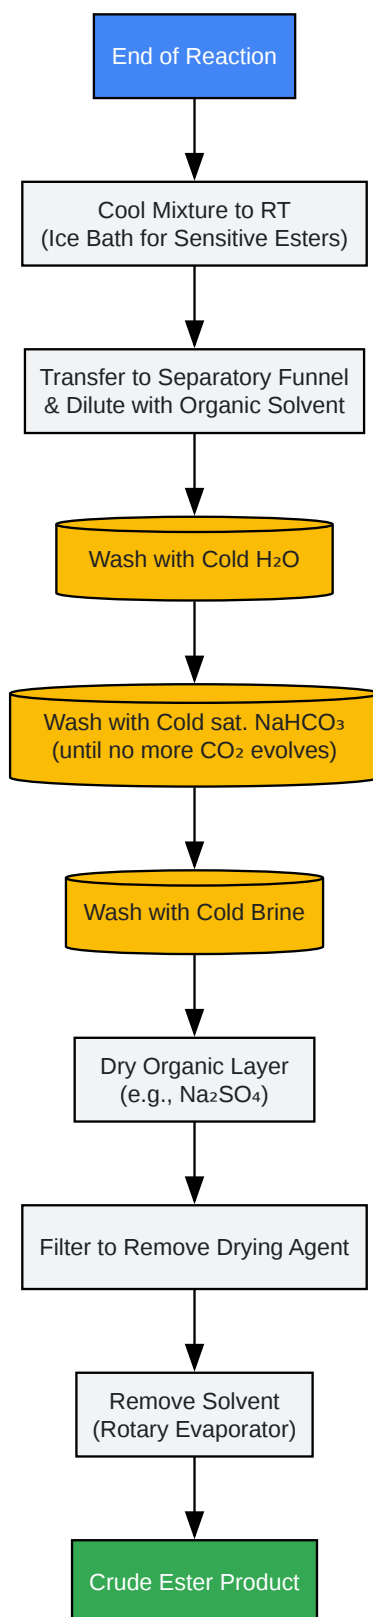 End of Reaction
Cool Mixture to RT
(Ice Bath for Sensitive Esters)
Transfer to Separatory Funnel
& Dilute with Organic Solvent
Wash with Cold H₂O
Wash with Cold sat. NaHCO₃
(until no more CO₂ evolves)
Wash with Cold Brine
Dry Organic Layer
(e.g., Na₂SO₄)
Filter to Remove Drying Agent
Remove Solvent
(Rotary Evaporator)
Crude Ester Product